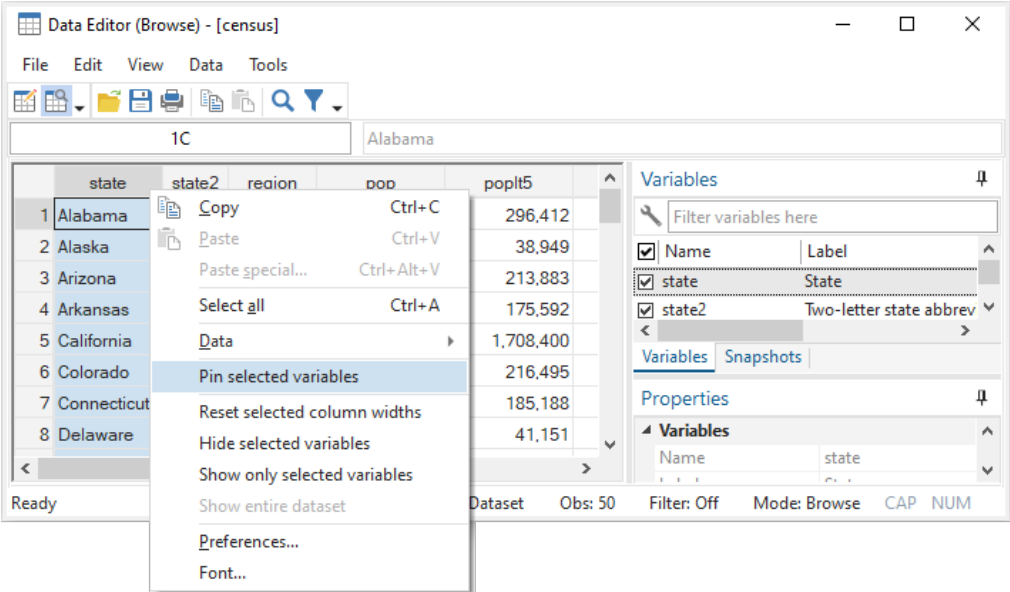 Data Editor (Browse) - [census]
File Edit View Data Tools
1C Alabama
state state2 region pop poplt5
1 Alabama 296,412
2 Alaska 38,949
3 Arizona 213,883
4 Arkansas 175,592
5 California 1,708,400
6 Colorado 216,495
7 Connecticut 185,188
8 Delaware 41,151
Copy Ctrl+C
Paste Ctrl+V
Paste special... Ctrl+Alt+V
Select all Ctrl+A
Data
Pin selected variables
Reset selected column widths
Hide selected variables
Show only selected variables
Show entire dataset
Preferences...
Font...
Variables
Filter variables here
Name Label
state State
state2 Two-letter state abbrev
Variables Snapshots
Properties
Variables
Name state
Ready Dataset Obs: 50 Filter: Off Mode: Browse CAP NUM